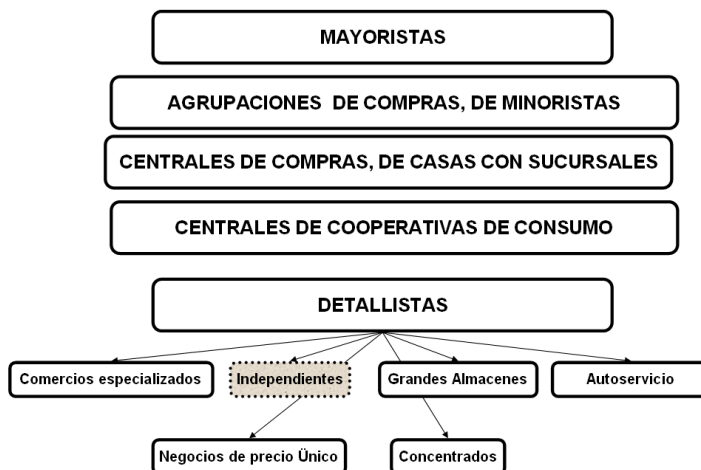 MAYORISTAS
AGRUPACIONES DE COMPRAS, DE MINORISTAS
CENTRALES DE COMPRAS, DE CASAS CON SUCURSALES
CENTRALES DE COOPERATIVAS DE CONSUMO
DETALLISTAS
Comercios especializados
Independientes
Grandes Almacenes
Autoservicio
Negocios de precio Ünico
Concentrados